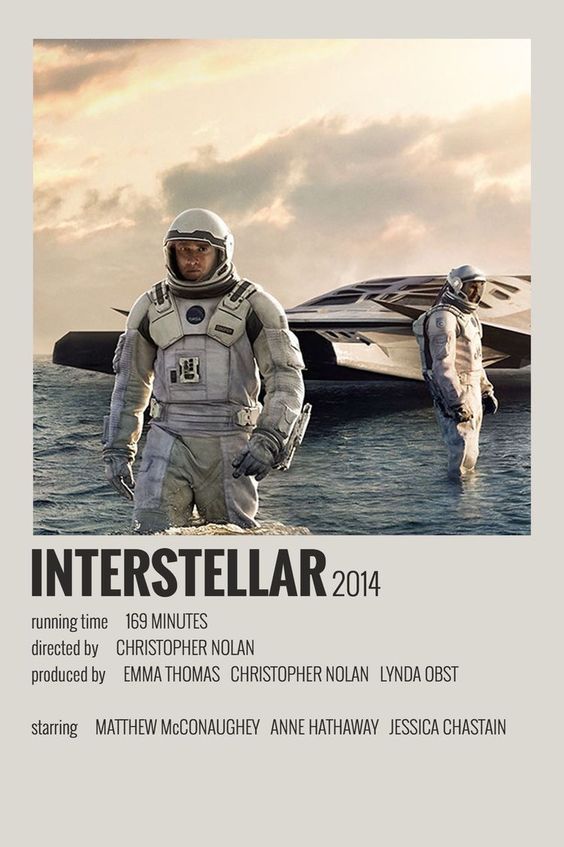 INTERSTELLAR 2014
running time 169 MINUTES
directed by CHRISTOPHER NOLAN
produced by EMMA THOMAS CHRISTOPHER NOLAN LYNDA OBST
starring MATTHEW McCONAUGHEY ANNE HATHAWAY JESSICA CHASTAIN